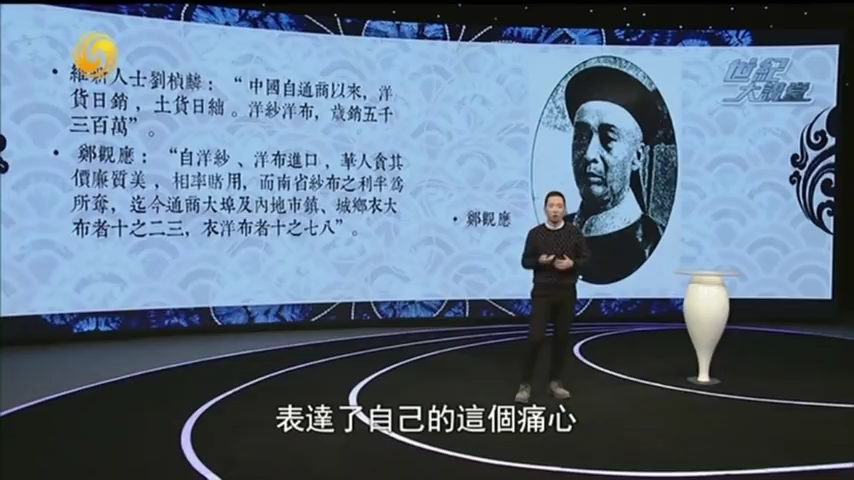 • 維新人士劉楨麟：“中國自通商以來，洋
貨日銷，土貨日絀。洋紗洋布，歲銷五千
三百萬”。
• 鄭觀應：“自洋紗、洋布進口，華人貪其
價廉質美，相率賭用，而南省紗布之利半為
所奪，迄今通商大埠及內地市鎮、城鄉衣大
布者十之二三，衣洋布者十之七八”。
• 鄭觀應
世紀
大講堂
表達了自己的這個痛心